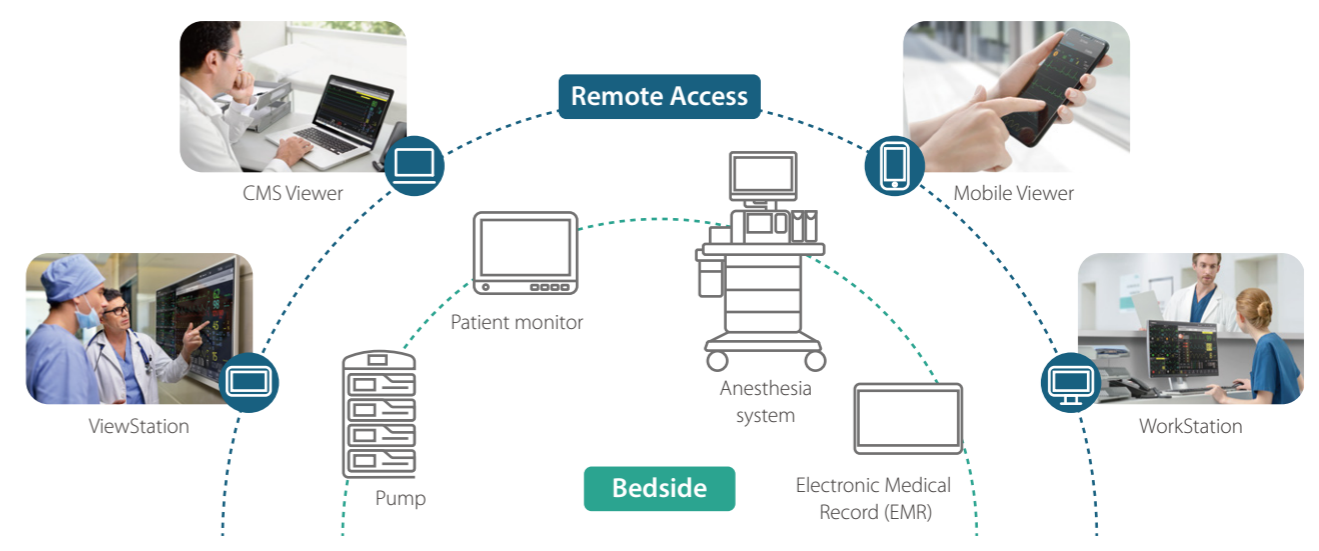 Remote Access
CMS Viewer
Mobile Viewer
Patient monitor
ViewStation
Anesthesia
system
WorkStation
Pump
Bedside
Electronic Medical
Record (EMR)